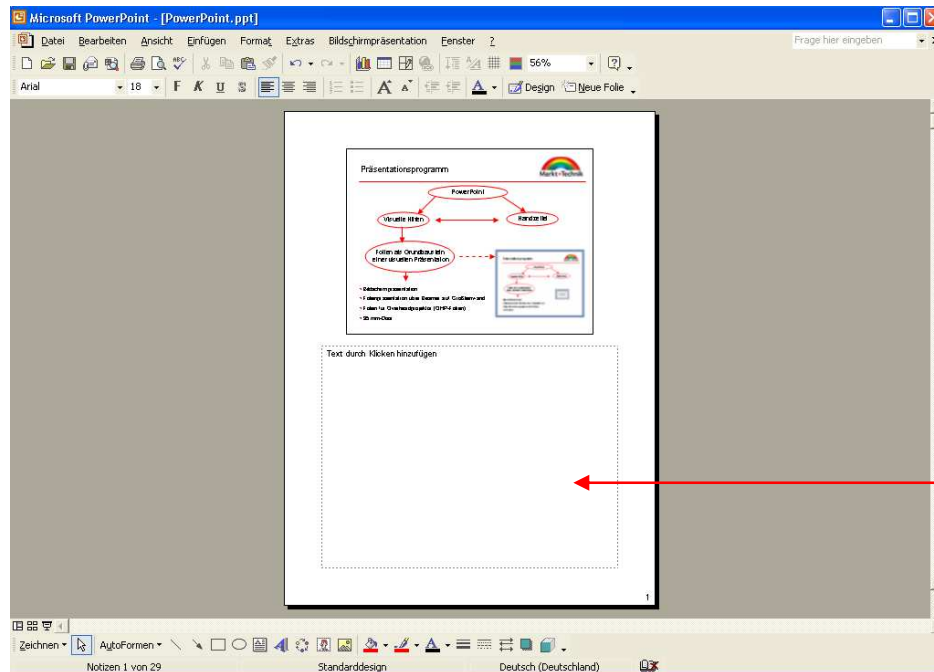 Microsoft PowerPoint - [PowerPoint.ppt]
Datei Bearbeiten Ansicht Einfügen Format Extras Bildschirmpräsentation Fenster ?
Frage hier eingeben
56%
Arial 18 F K U S Design Neue Folie
Präsentationsprogramm
Markt+Technik
PowerPoint
Visuelle Hilfen
Handzettel
Folien als Grundbaustein
einer visuellen Präsentation
Bildschirmpräsentation
Folienpräsentation über Beamer auf Großleinwand
Folien für Overheadprojektor (OHP-Folien)
35 mm-Dias
Text durch Klicken hinzufügen
1
Zeichnen AutoFormen
Notizen 1 von 29 Standarddesign Deutsch (Deutschland)